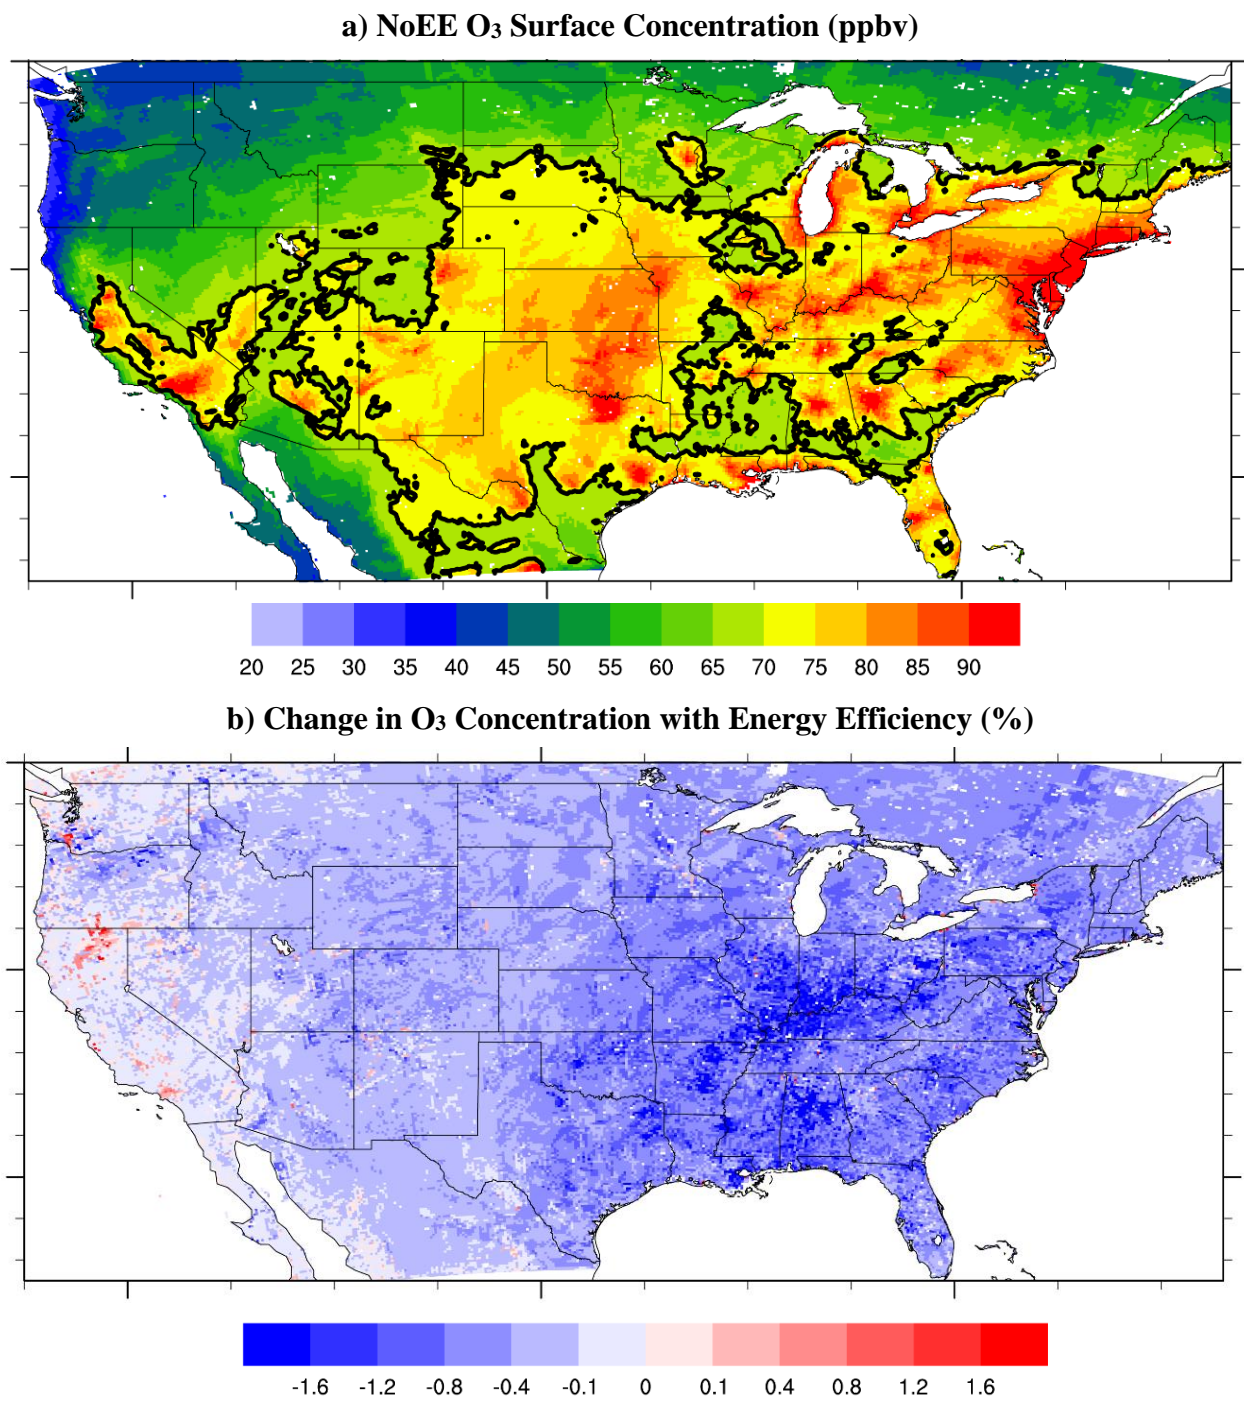 a) NoEE O3 Surface Concentration (ppbv)
20 25 30 35 40 45 50 55 60 65 70 75 80 85 90
b) Change in O3 Concentration with Energy Efficiency (%)
-1.6 -1.2 -0.8 -0.4 -0.1 0 0.1 0.4 0.8 1.2 1.6